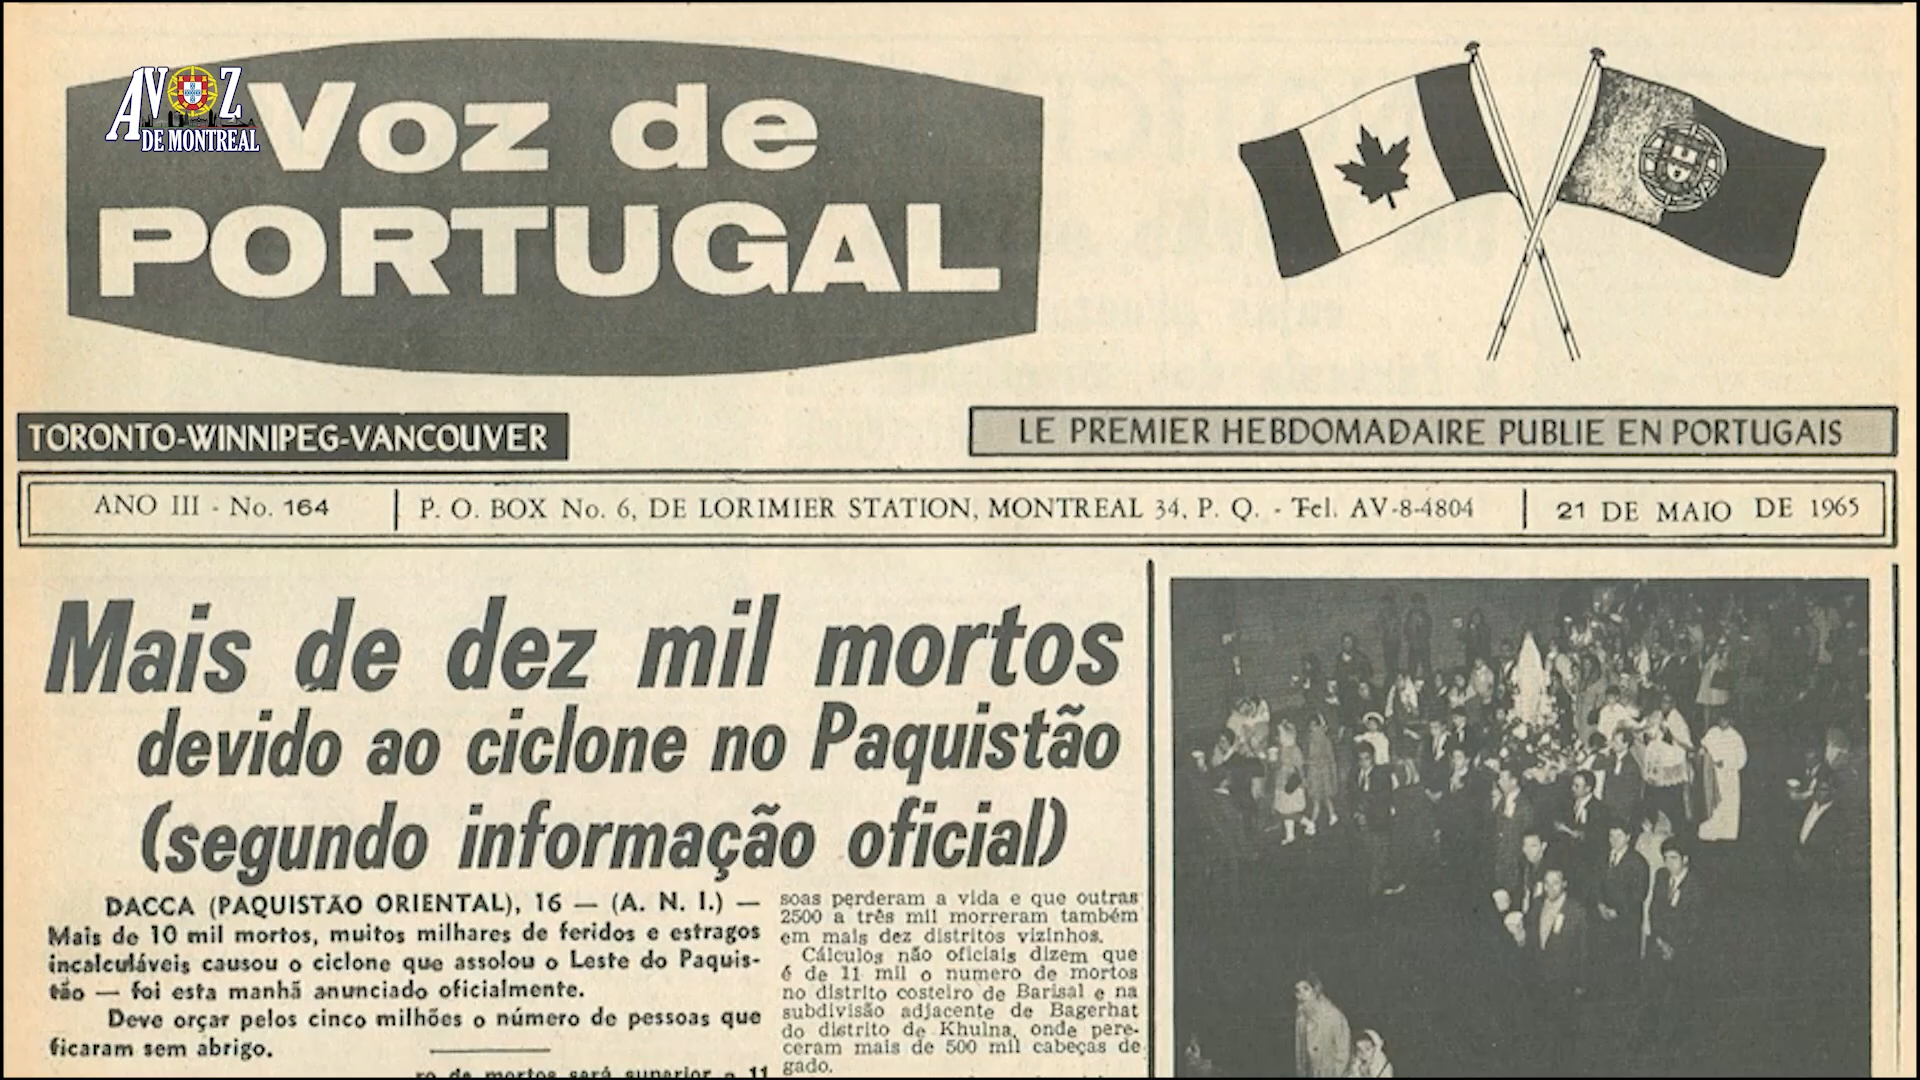 A VOZ
DE MONTREAL
Voz de
PORTUGAL
TORONTO-WINNIPEG-VANCOUVER
LE PREMIER HEBDOMADAIRE PUBLIE EN PORTUGAIS
ANO III - No. 164
P. O. BOX No. 6, DE LORIMIER STATION, MONTREAL 34, P. Q. - Tel. AV-8-4804
21 DE MAIO DE 1965
Mais de dez mil mortos
devido ao ciclone no Paquistão
(segundo informação oficial)
DACCA (PAQUISTÃO ORIENTAL), 16 — (A. N. I.) —
Mais de 10 mil mortos, muitos milhares de feridos e estragos
incalculáveis causou o ciclone que assolou o Leste do Paquis-
tão — foi esta manhã anunciado oficialmente.
Deve orçar pelos cinco milhões o número de pessoas que
ficaram sem abrigo.
ro de mortos será superior a 11
soas perderam a vida e que outras
2500 a três mil morreram também
em mais dez distritos vizinhos.
Cálculos não oficiais dizem que
é de 11 mil o numero de mortos
no distrito costeiro de Barisal e na
subdivisão adjacente de Bagerhat
do distrito de Khulna, onde pere-
ceram mais de 500 mil cabeças de
gado.